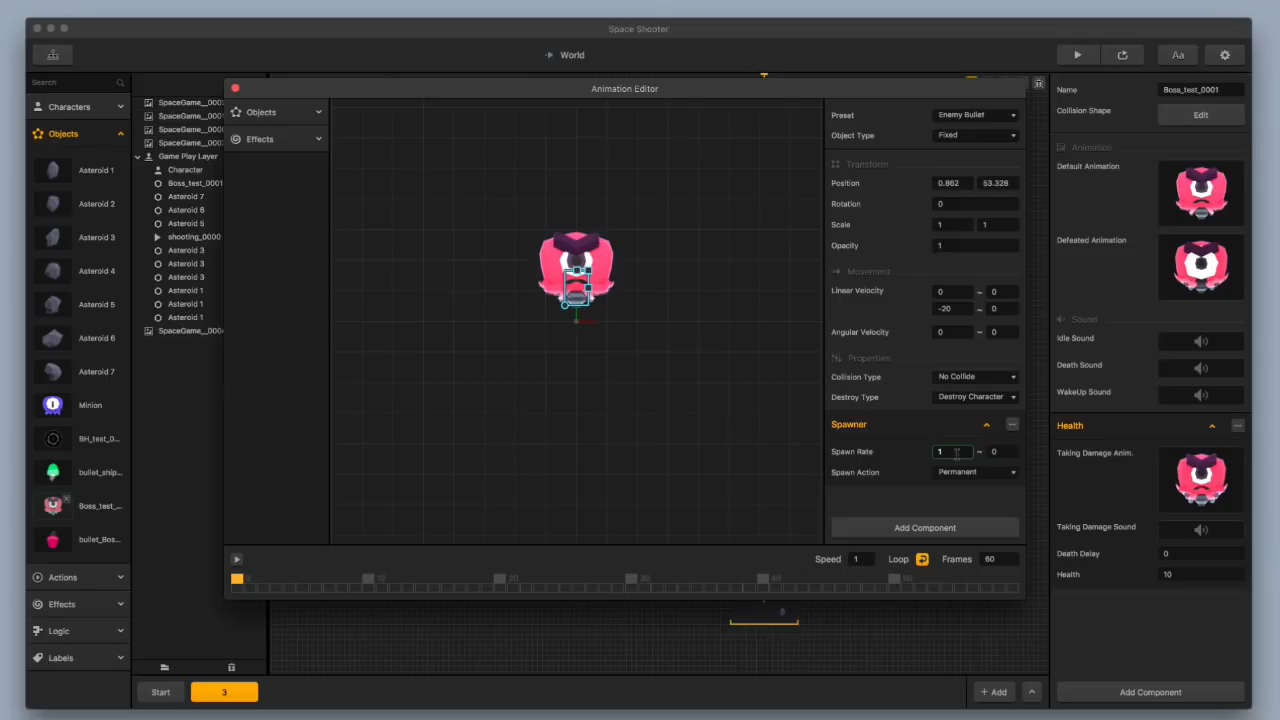 Space Shooter
World
Aa
Search
Characters
Objects
Asteroid 1
Asteroid 2
Asteroid 3
Asteroid 4
Asteroid 5
Asteroid 6
Asteroid 7
Minion
BH_test_0...
bullet_ship...
Boss_test_...
bullet_Bos...
Actions
Effects
Logic
Labels
Game Play Layer
Character
Boss_test_0001
Asteroid 7
Asteroid 6
Asteroid 5
shooting_0000
Asteroid 3
Asteroid 3
Asteroid 3
Asteroid 1
Asteroid 1
Asteroid 1
Animation Editor
Objects
Effects
Preset
Enemy Bullet
Object Type
Fixed
Transform
Position
0.862
53.328
Rotation
0
Scale
1
1
Opacity
1
Movement
Linear Velocity
0 ~ 0
-20 ~ 0
Angular Velocity
0 ~ 0
Properties
Collision Type
No Collide
Destroy Type
Destroy Character
Spawner
Spawn Rate
1 ~ 0
Spawn Action
Permanent
Add Component
Speed 1
Loop
Frames 60
0 10 20 30 40 50
Name
Boss_test_0001
Collision Shape
Edit
Animation
Default Animation
Defeated Animation
Sound
Idle Sound
Death Sound
WakeUp Sound
Health
Taking Damage Anim.
Taking Damage Sound
Death Delay
0
Health
10
Start
3
+ Add
Add Component